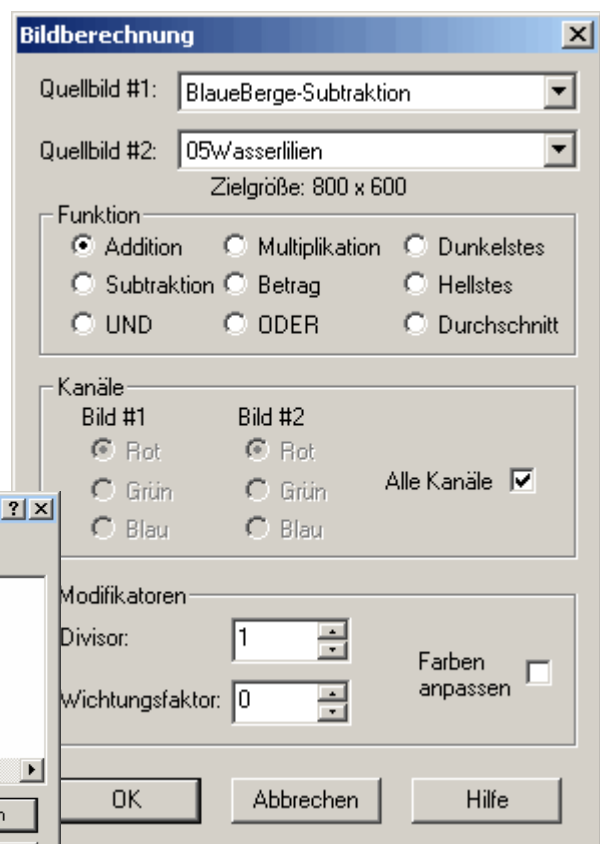 Bildberechnung
Quellbild #1: BlaueBerge-Subtraktion
Quellbild #2: 05Wasserlilien
Zielgröße: 800 x 600
Funktion
Addition Multiplikation Dunkelstes
Subtraktion Betrag Hellstes
UND ODER Durchschnitt
Kanäle
Bild #1 Bild #2
Rot Rot
Grün Grün Alle Kanäle
Blau Blau
Modifikatoren
Divisor: 1
Farben
anpassen
Wichtungsfaktor: 0
OK Abbrechen Hilfe